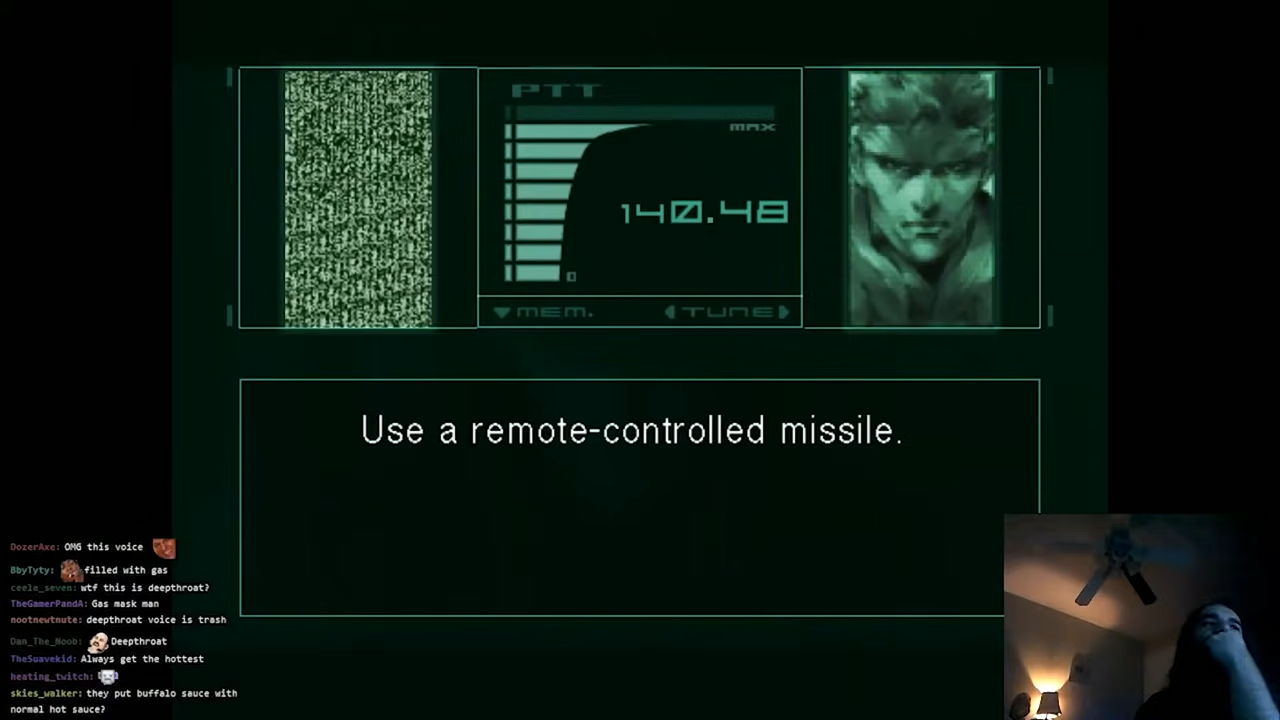 PTT
MAX
140.48
MEM.
TUNE
Use a remote-controlled missile.
DozerAxe: OMG this voice
BbyTyty: filled with gas
ceele_seven: wtf this is deepthroat?
TheGamerPandA: Gas mask man
nootnewtnute: deepthroat voice is trash
Dan_The_Noob: Deepthroat
TheSuavekid: Always get the hottest
heating_twitch:
skies_walker: they put buffalo sauce with
normal hot sauce?